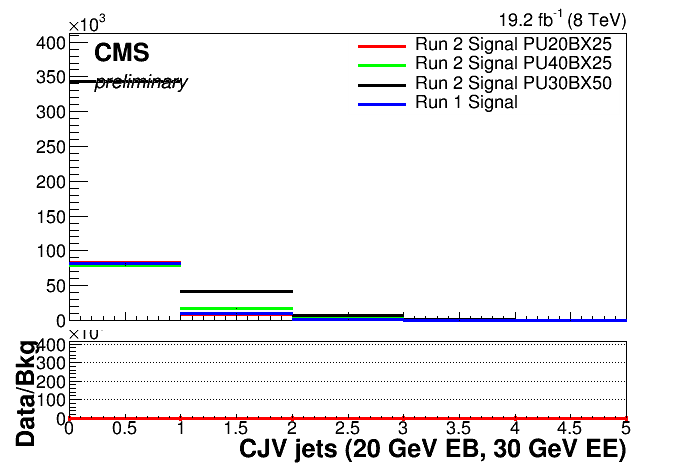 19.2 fb-1 (8 TeV)
×10³
CMS
preliminary
Run 2 Signal PU20BX25
Run 2 Signal PU40BX25
Run 2 Signal PU30BX50
Run 1 Signal
400
350
300
250
200
150
100
50
0
×10
400
300
200
100
0
Data/Bkg
0 0.5 1 1.5 2 2.5 3 3.5 4 4.5 5
CJV jets (20 GeV EB, 30 GeV EE)